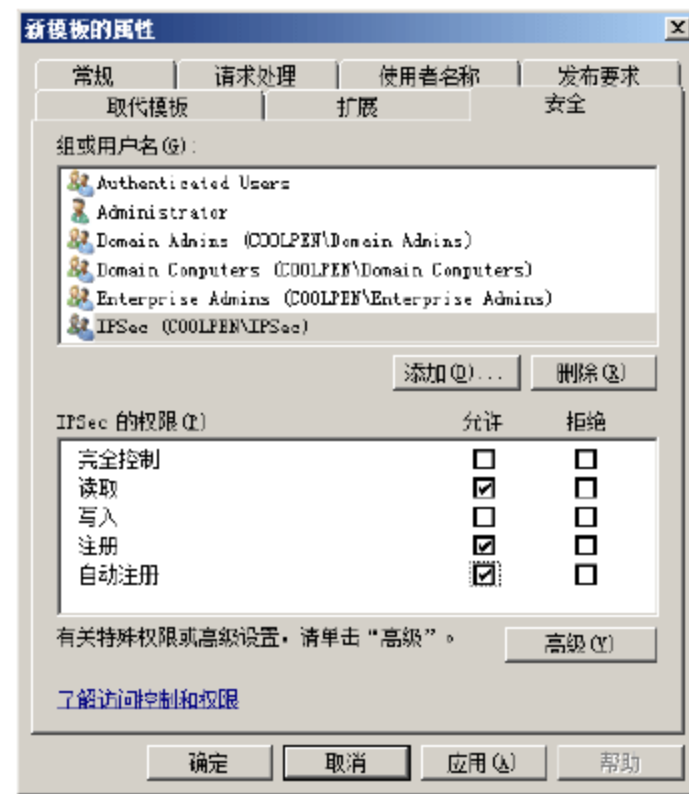 新模板的属性
常规 请求处理 使用者名称 发布要求
取代模板 扩展 安全
组或用户名(G):
Authenticated Users
Administrator
Domain Admins (COOLPEN\Domain Admins)
Domain Computers (COOLPEN\Domain Computers)
Enterprise Admins (COOLPEN\Enterprise Admins)
IPSec (COOLPEN\IPSec)
添加(D)... 删除(R)
IPSec 的权限(P) 允许 拒绝
完全控制
读取
写入
注册
自动注册
有关特殊权限或高级设置，请单击“高级”。 高级(V)
了解访问控制和权限
确定 取消 应用(A) 帮助